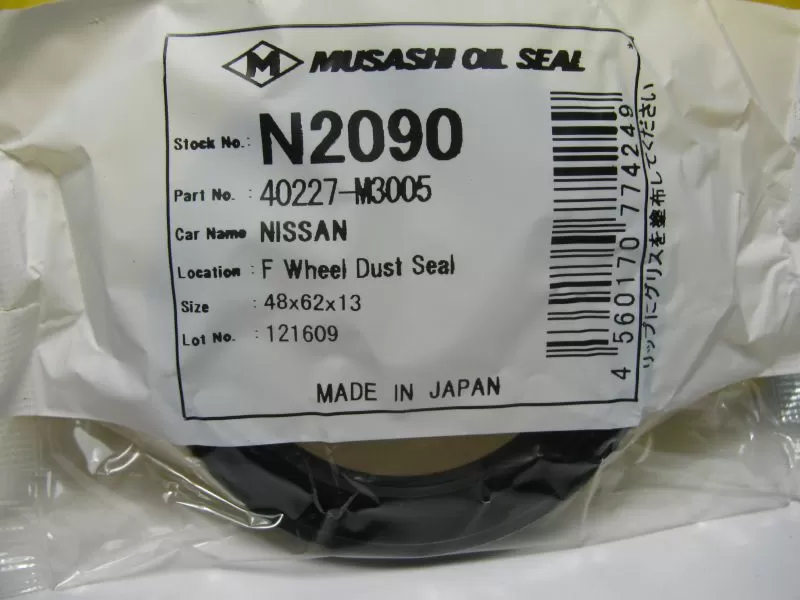 M MUSASHI OIL SEAL
Stock No.: N2090
Part No. : 40227-M3005
Car Name NISSAN
Location : F Wheel Dust Seal
Size : 48x62x13
Lot No. : 121609
MADE IN JAPAN
4 560170 774249
リップにグリスを塗布してください